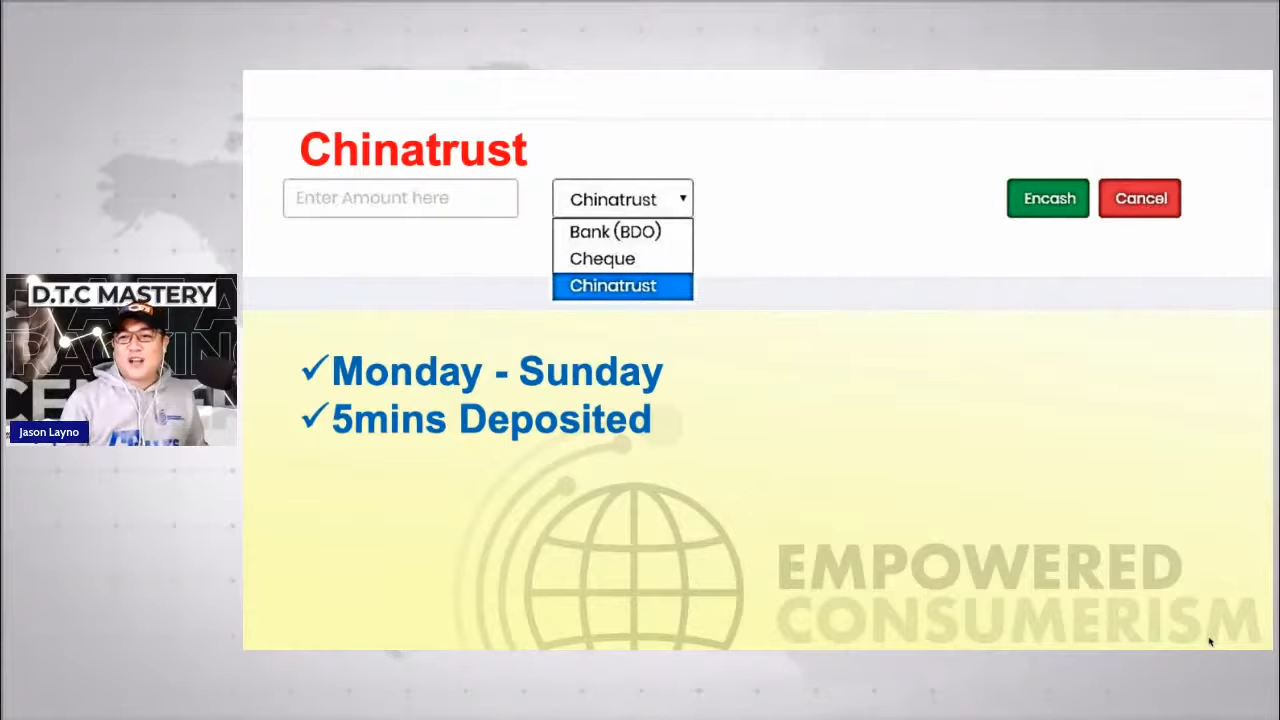 Chinatrust
Enter Amount here
Chinatrust
Encash
Cancel
Bank (BDO)
Cheque
Chinatrust
✓Monday - Sunday
✓5mins Deposited
EMPOWERED
CONSUMERISM
D.T.C MASTERY
Jason Layno